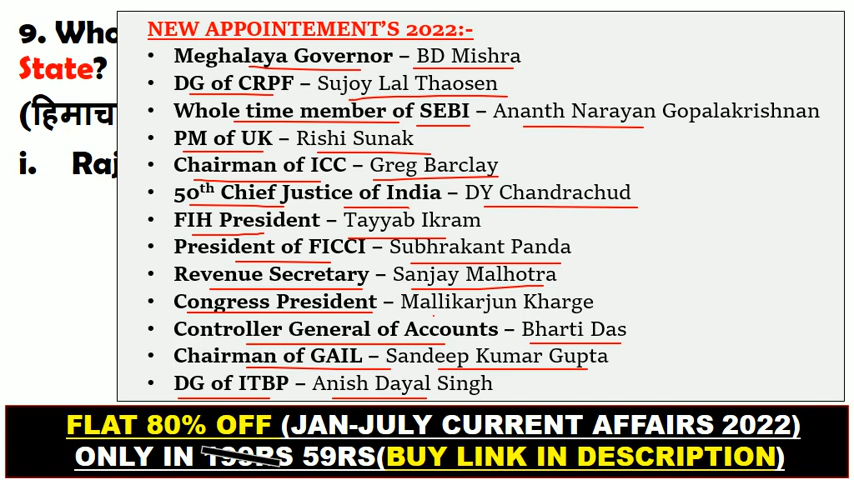 NEW APPOINTEMENT’S 2022:-
9. Who
• Meghalaya Governor – BD Mishra
State?
• DG of CRPF – Sujoy Lal Thaosen
(हिमाच
• Whole time member of SEBI – Ananth Narayan Gopalakrishnan
• PM of UK – Rishi Sunak
i. Raj
• Chairman of ICC – Greg Barclay
• 50th Chief Justice of India – DY Chandrachud
• FIH President – Tayyab Ikram
• President of FICCI – Subhrakant Panda
• Revenue Secretary – Sanjay Malhotra
• Congress President – Mallikarjun Kharge
• Controller General of Accounts – Bharti Das
• Chairman of GAIL – Sandeep Kumar Gupta
• DG of ITBP – Anish Dayal Singh
FLAT 80% OFF (JAN-JULY CURRENT AFFAIRS 2022)
ONLY IN 199RS 59RS(BUY LINK IN DESCRIPTION)